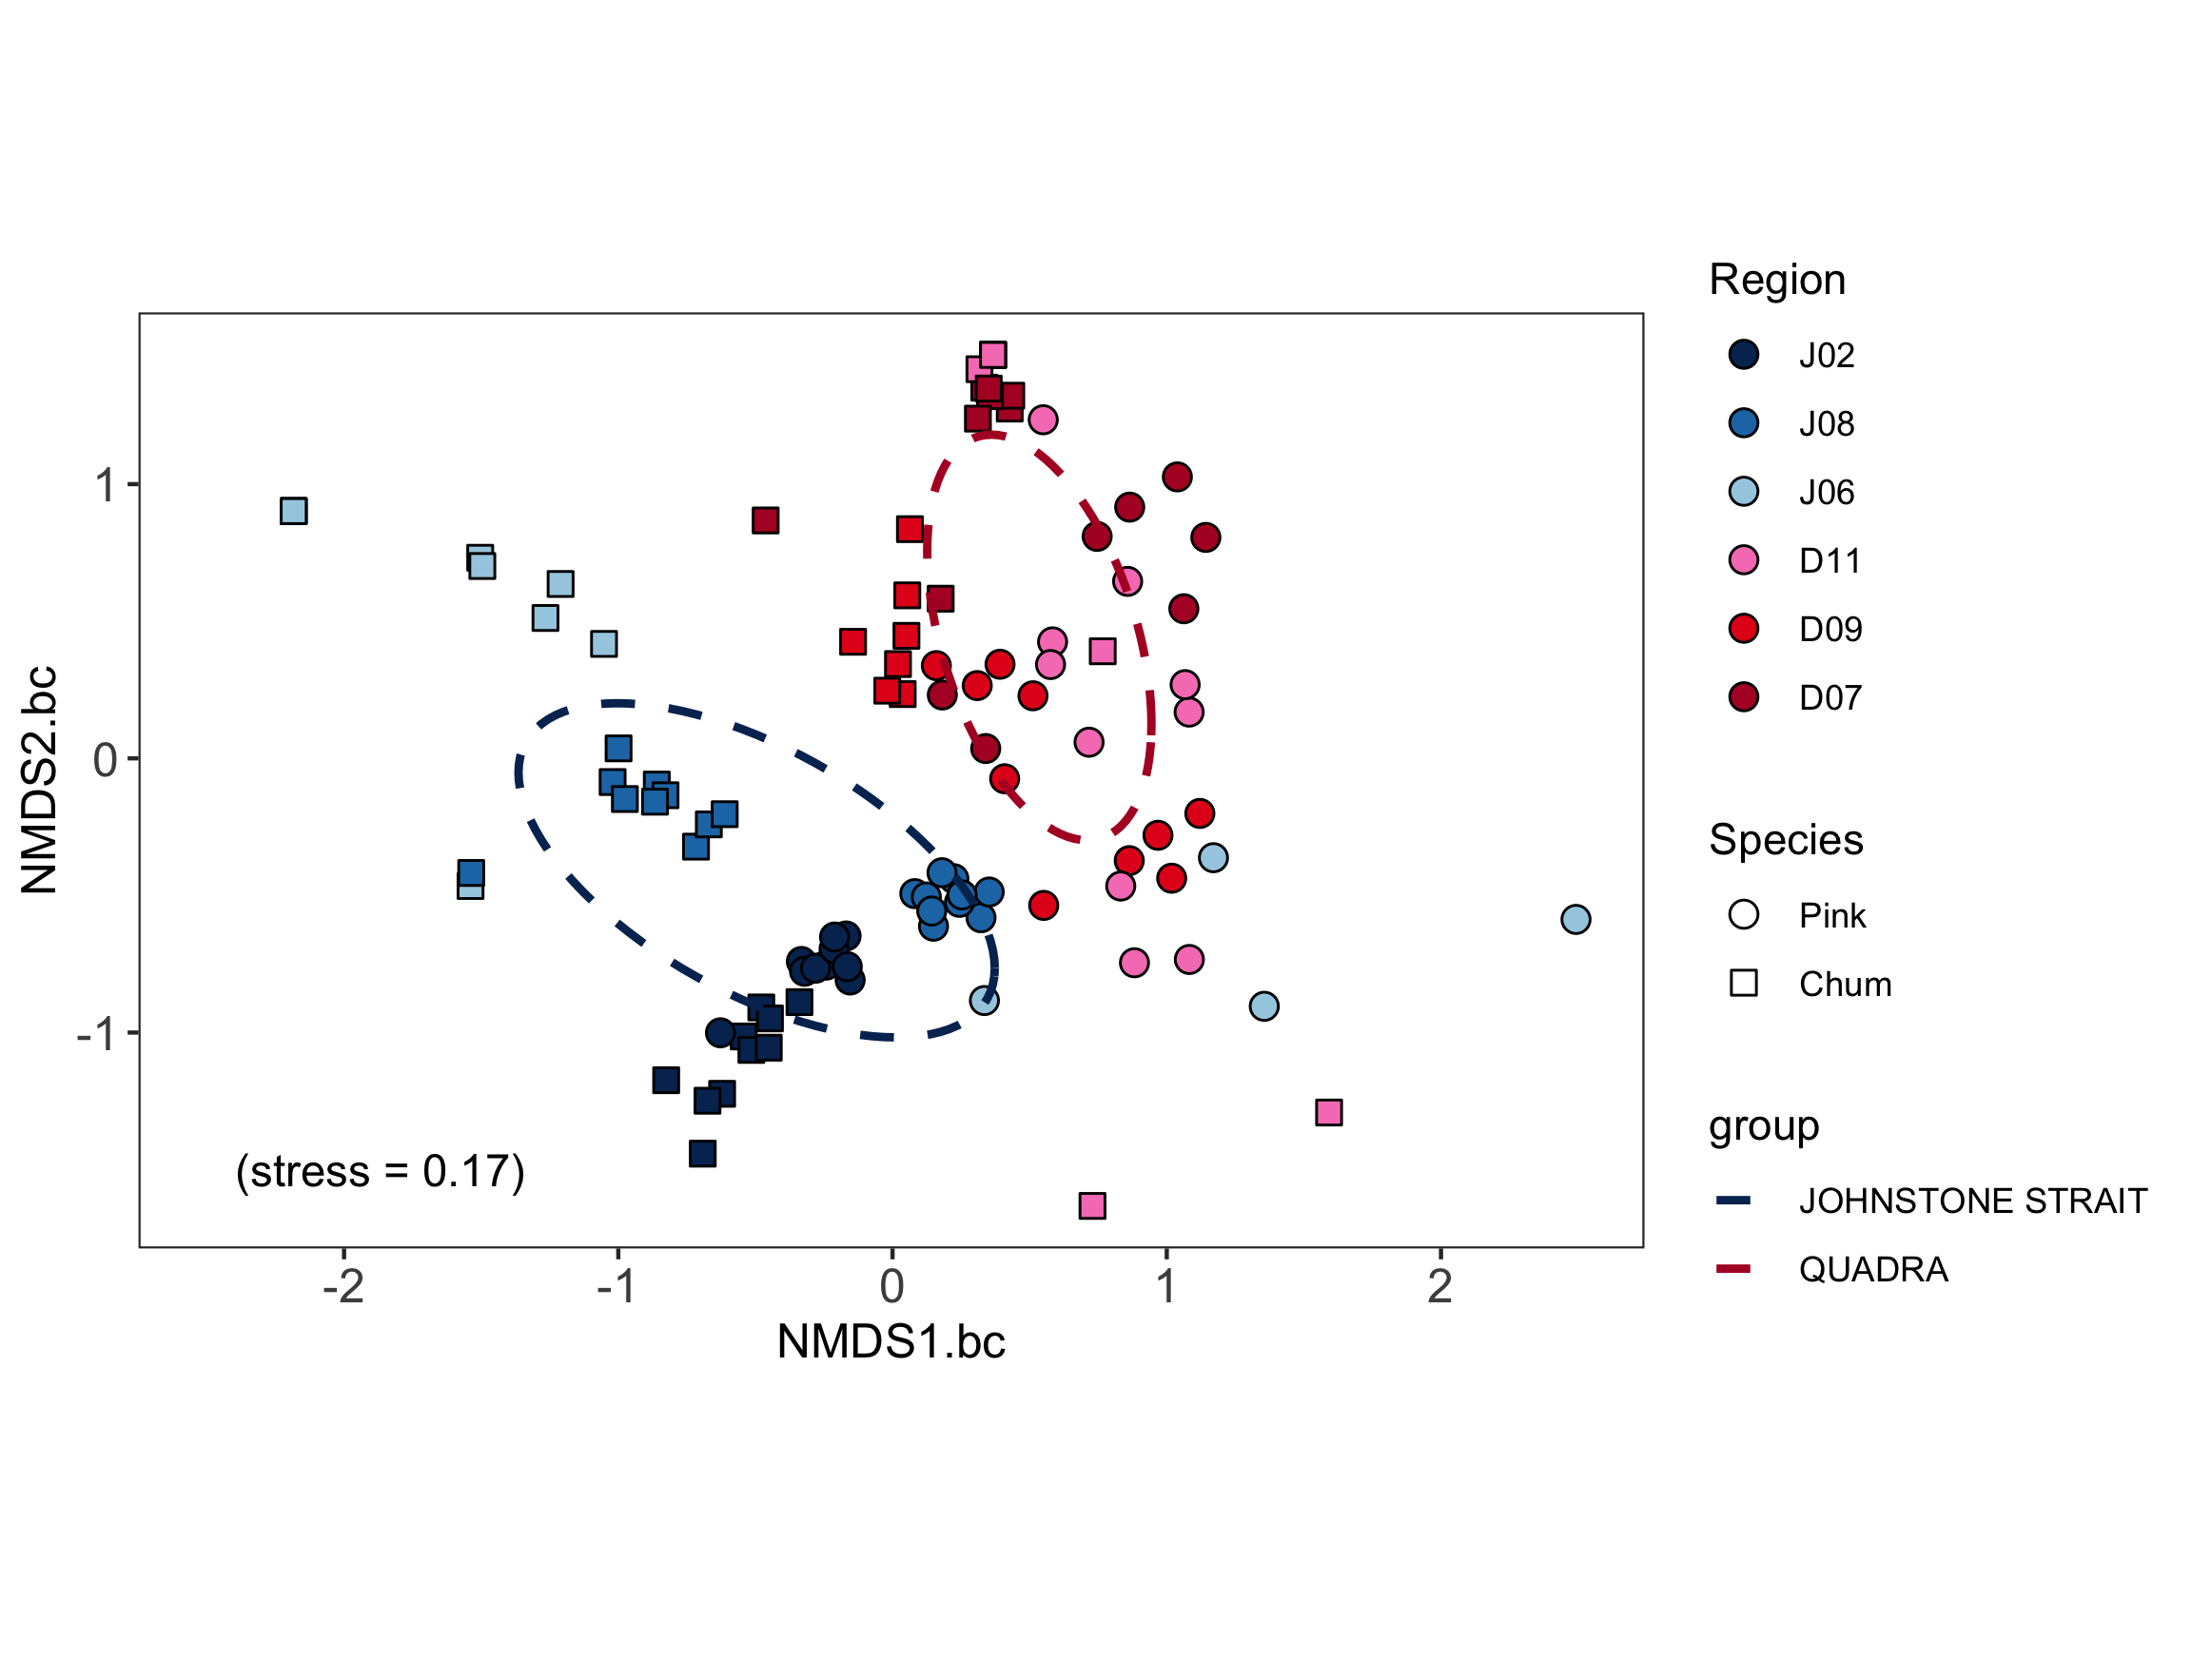 Region
J02
J08
J06
D11
D09
D07
Species
Pink
Chum
group
JOHNSTONE STRAIT
QUADRA
NMDS2.bc
1
0
-1
(stress = 0.17)
-2 -1 0 1 2
NMDS1.bc